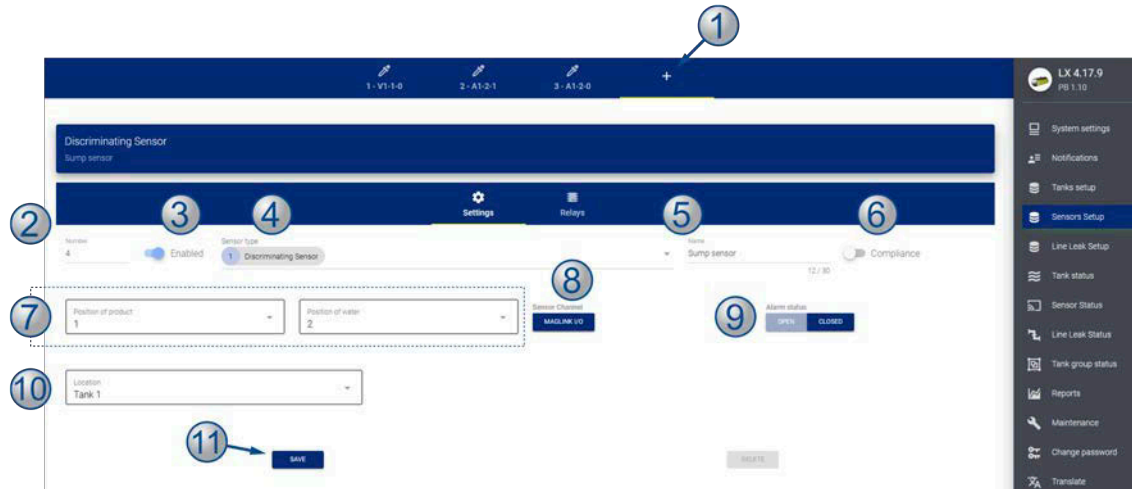 1
1 - V1-1-0
2 - A1-2-1
3 - A1-2-0
+
LX 4.17.9
PB 1.10
Discriminating Sensor
Sump sensor
System settings
Notifications
Tanks setup
Sensors Setup
Line Leak Setup
Tank status
Sensor Status
Line Leak Status
Tank group status
Reports
Maintenance
Change password
Translate
Settings
Relays
2
3
4
5
6
Number
4
Enabled
Sensor type
1 Discriminating Sensor
Name
Sump sensor
12 / 30
Compliance
7
Position of product
1
Position of water
2
8
Sensor Channel
MAGLINK I/O
9
Alarm status
OPEN CLOSED
10
Location
Tank 1
11
SAVE
DELETE